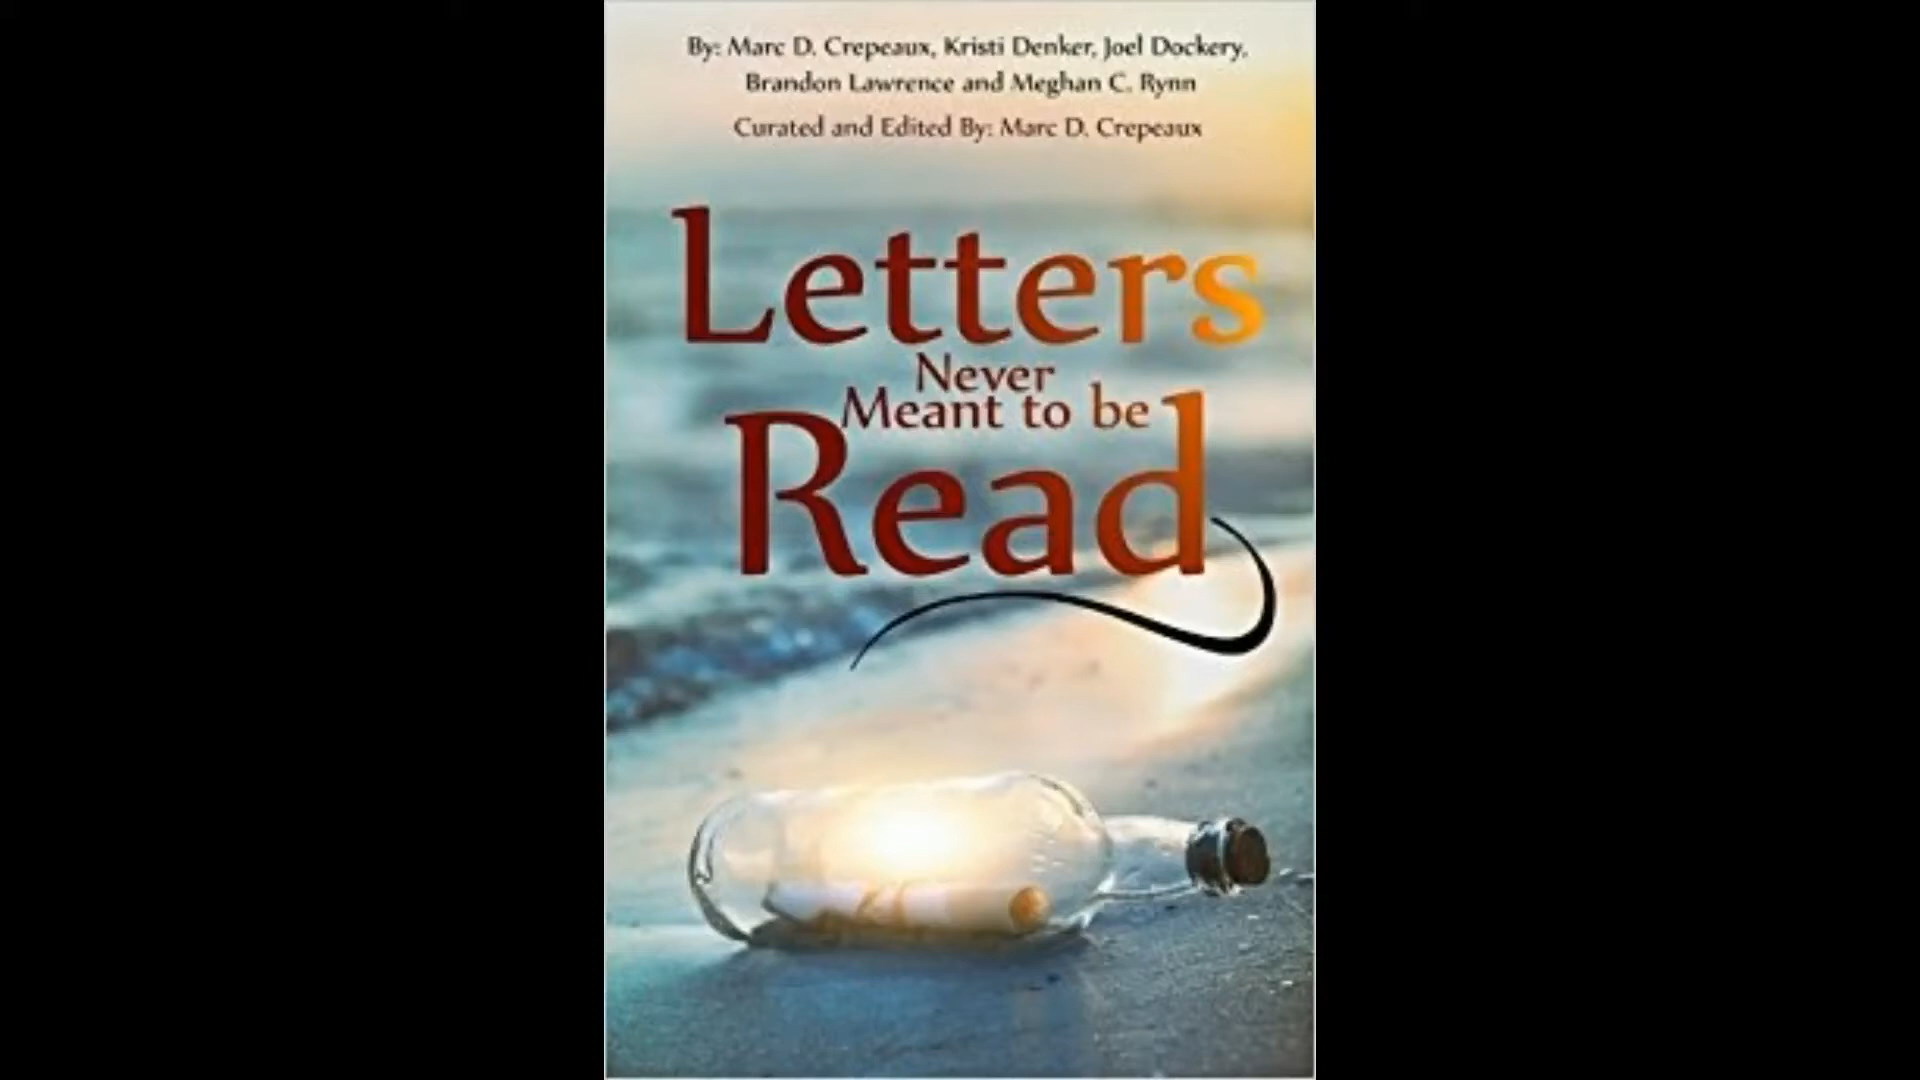 By: Marc D. Crepeaux, Kristi Denker, Joel Dockery,
Brandon Lawrence and Meghan C. Rynn
Curated and Edited By: Marc D. Crepeaux
Letters
Never
Meant to be
Read